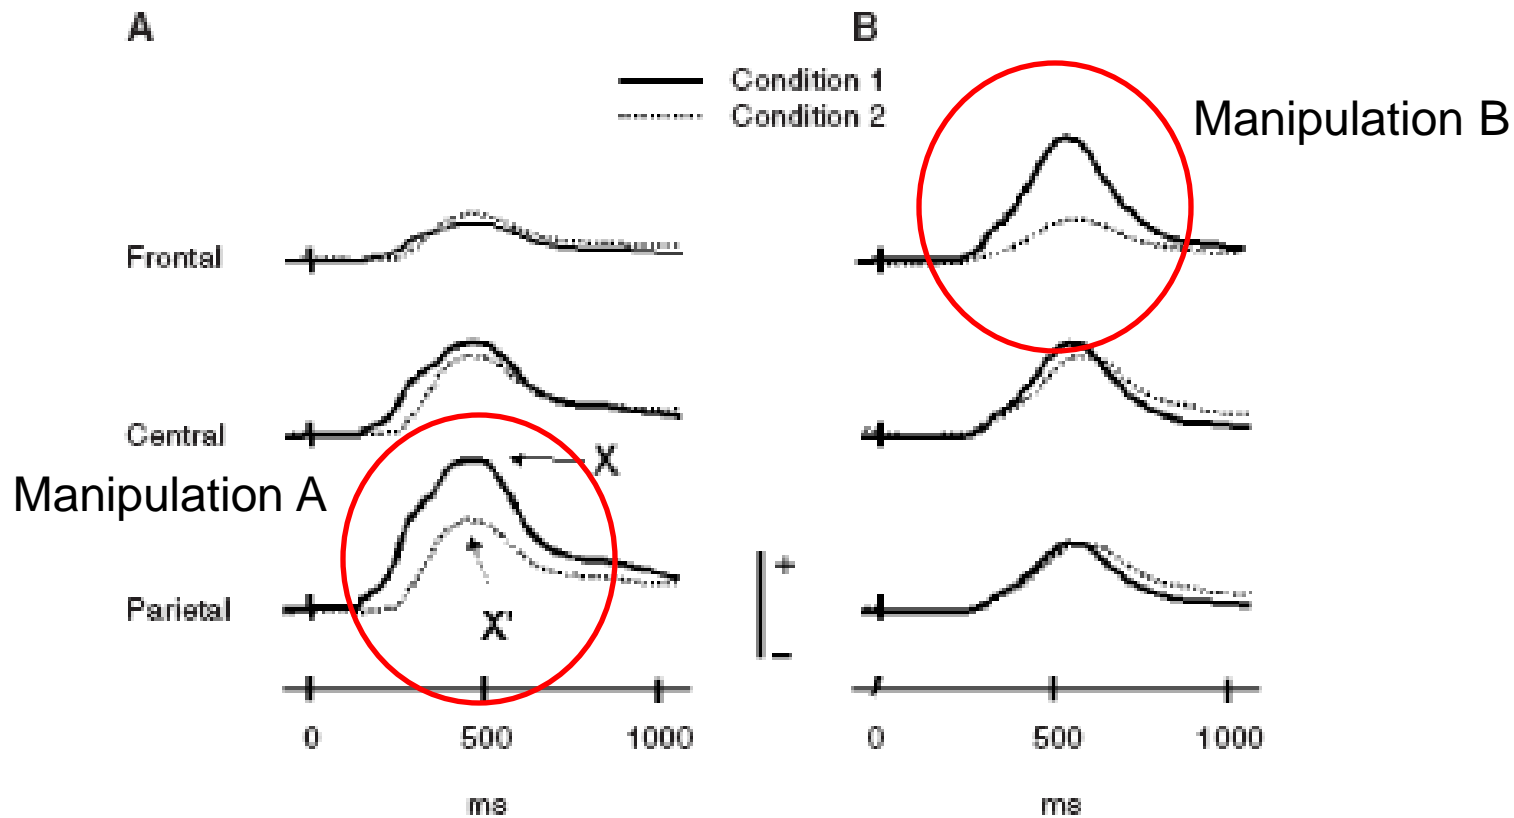 A
B
Condition 1
Condition 2
Manipulation B
Frontal
Central
X
Manipulation A
+
Parietal
X'
–
0 500 1000
0 500 1000
ms
ms